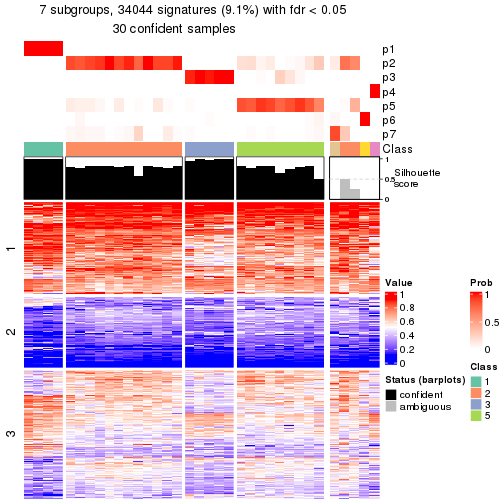 7 subgroups, 34044 signatures (9.1%) with fdr < 0.05
30 confident samples
p1
p2
p3
p4
p5
p6
p7
Class
1
0.5
0
Silhouette
score
1
2
3
Value
1
0.8
0.6
0.4
0.2
0
Prob
1
0.5
0
Status (barplots)
confident
ambiguous
Class
1
2
3
5